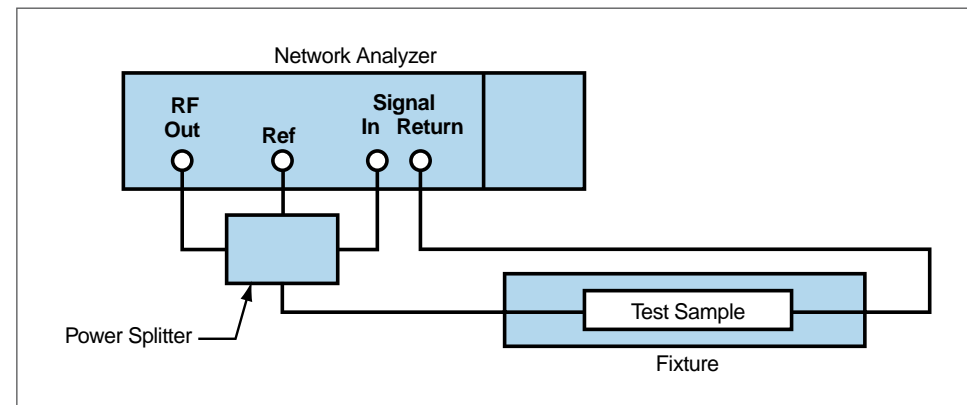 Network Analyzer
RF
Out
Ref
Signal
In Return
Power Splitter
Test Sample
Fixture